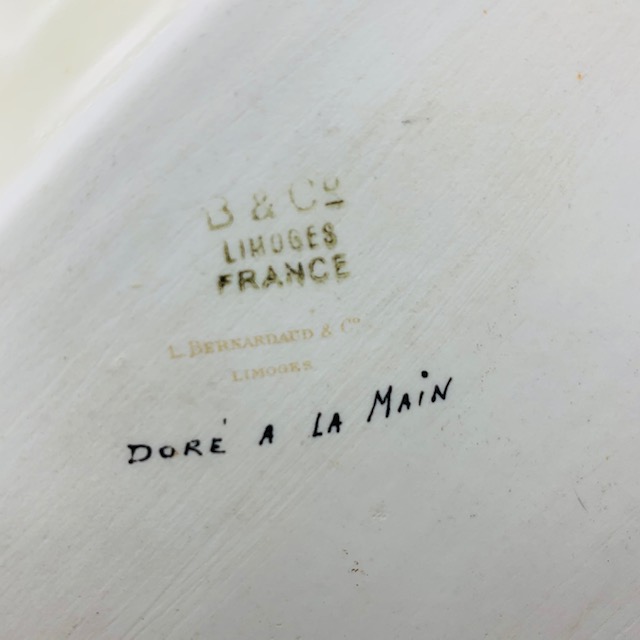 B & Co
LIMOGES
FRANCE
L. BERNARDAUD & Co
LIMOGES
DORÉ A LA MAIN